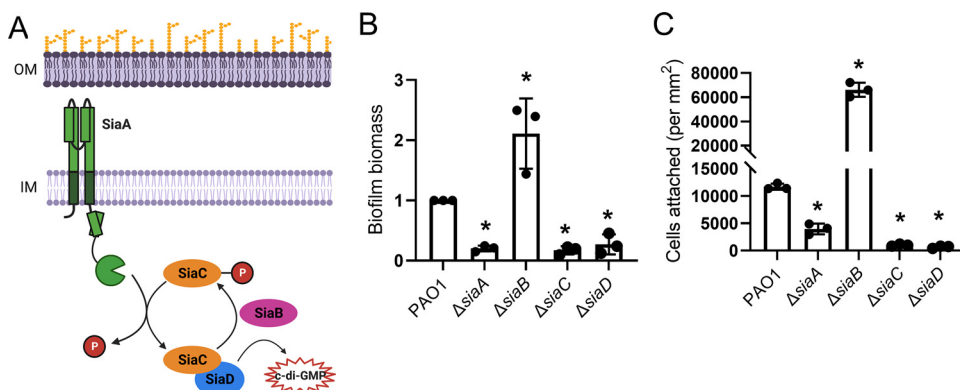 A
OM
SiaA
IM
SiaC
P
SiaB
P
SiaC
SiaD
c-di-GMP
B
Biofilm biomass
3
2
1
0
*
*
*
*
PAO1
ΔsiaA
ΔsiaB
ΔsiaC
ΔsiaD
C
Cells attached (per mm²)
80000
60000
40000
20000
15000
10000
5000
0
*
*
*
*
PAO1
ΔsiaA
ΔsiaB
ΔsiaC
ΔsiaD